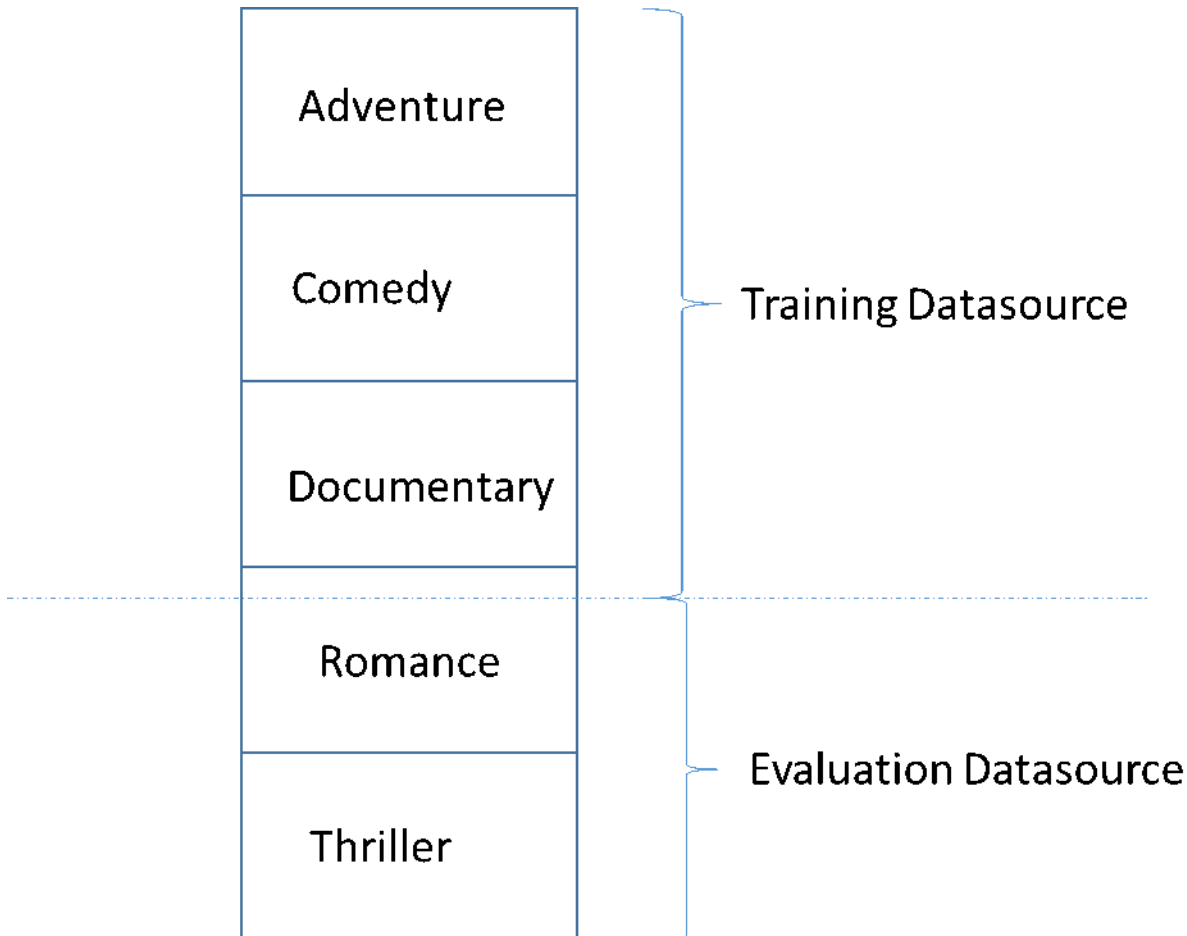 Adventure
Comedy
Training Datasource
Documentary
Romance
Evaluation Datasource
Thriller